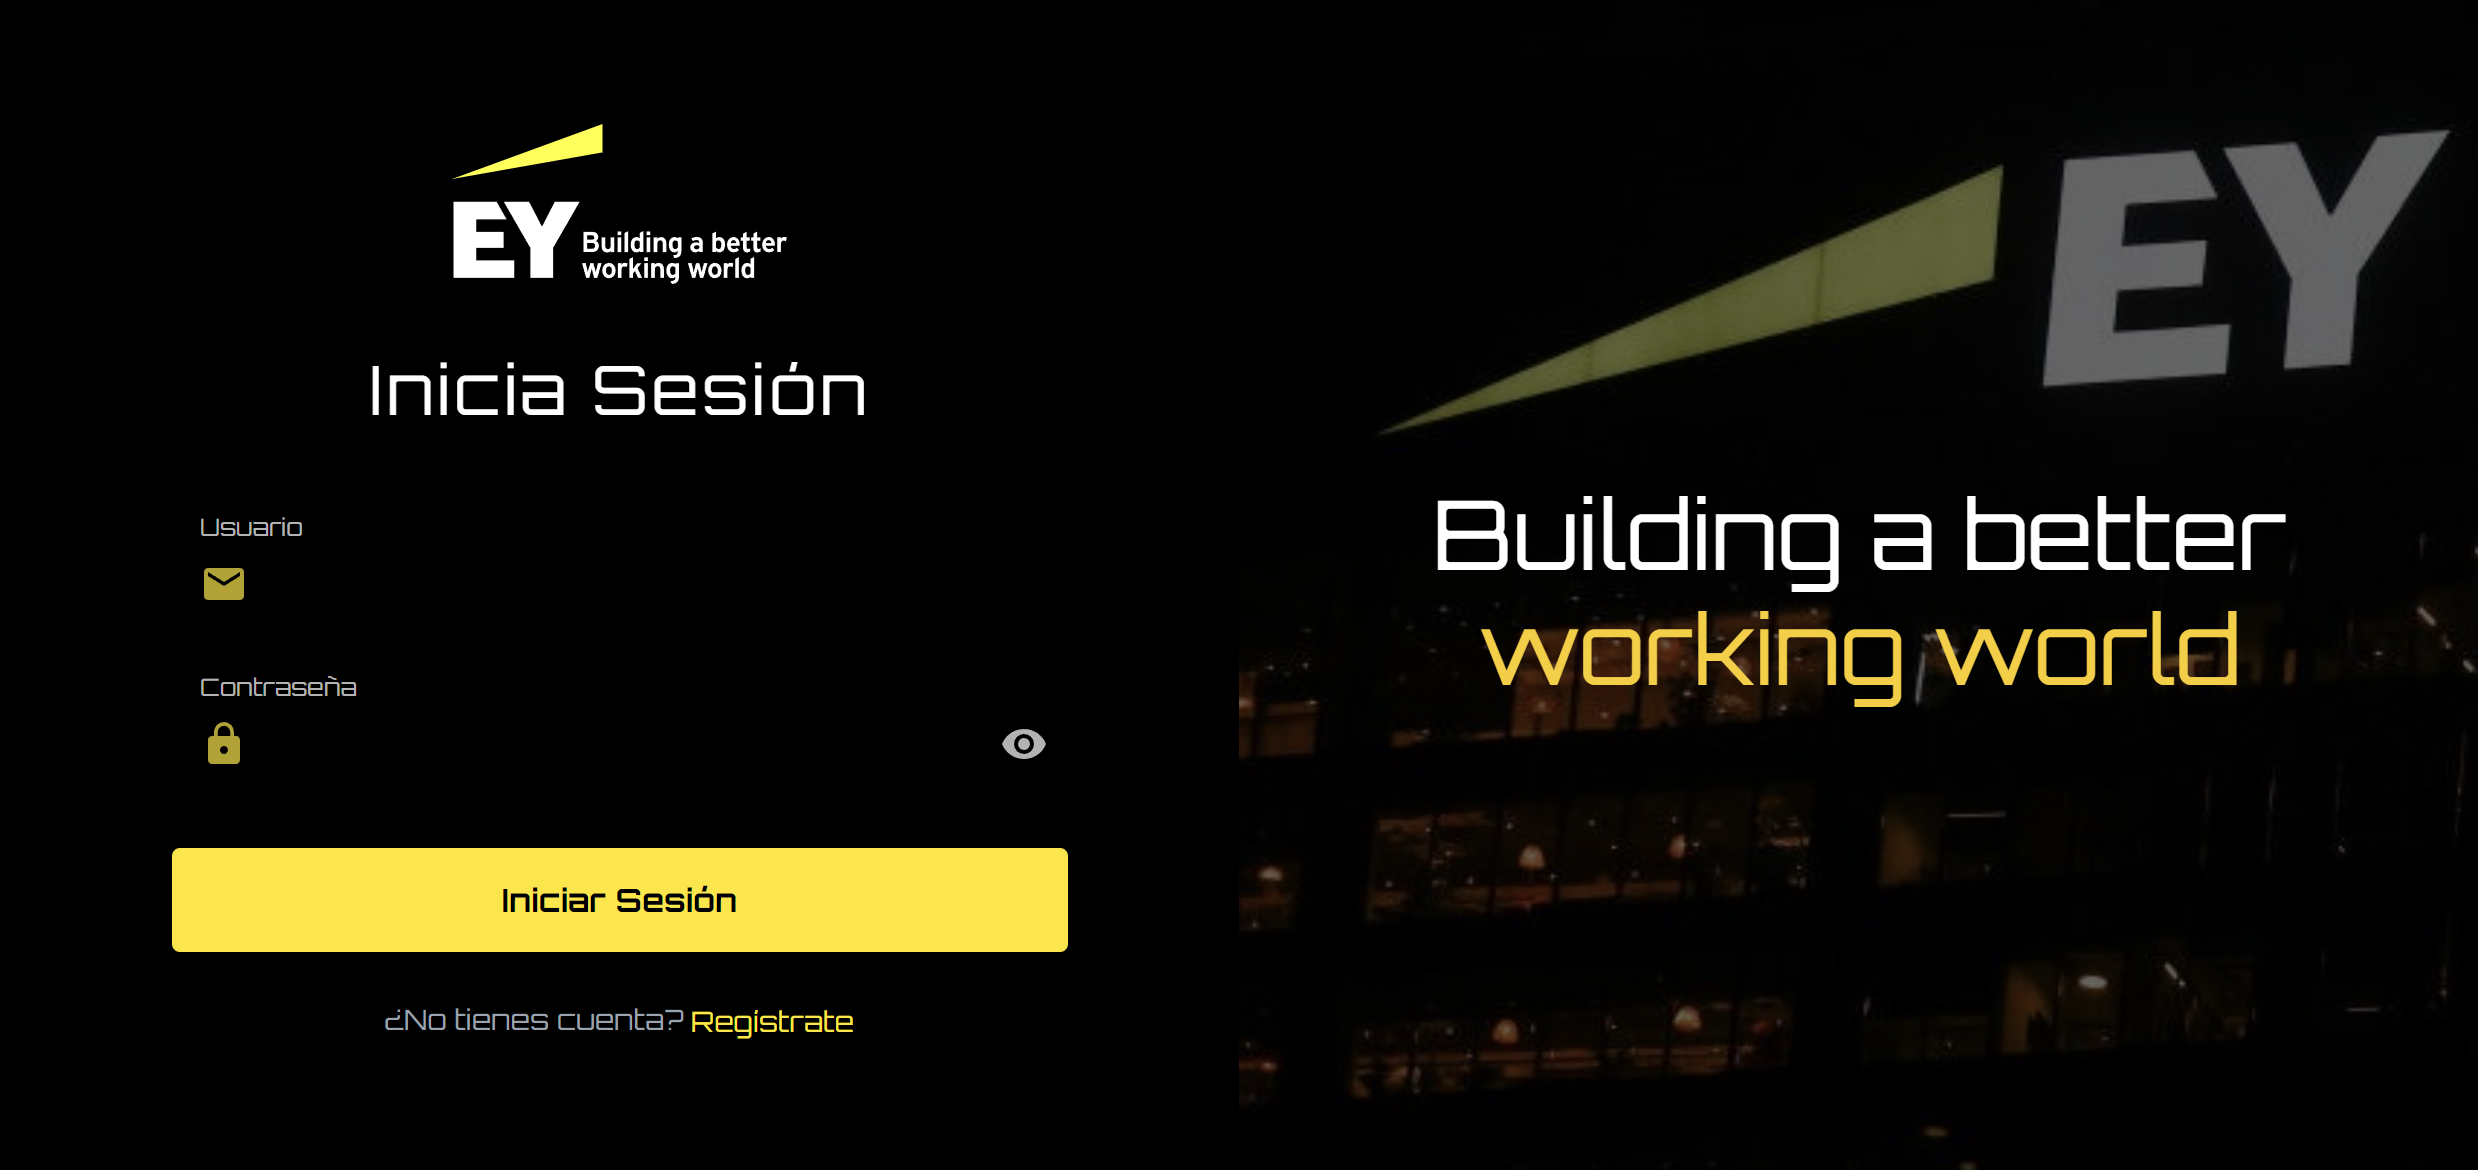 EY
Building a better
working world
Inicia Sesión
Usuario
Contraseña
Iniciar Sesión
¿No tienes cuenta? Regístrate
EY
Building a better
working world